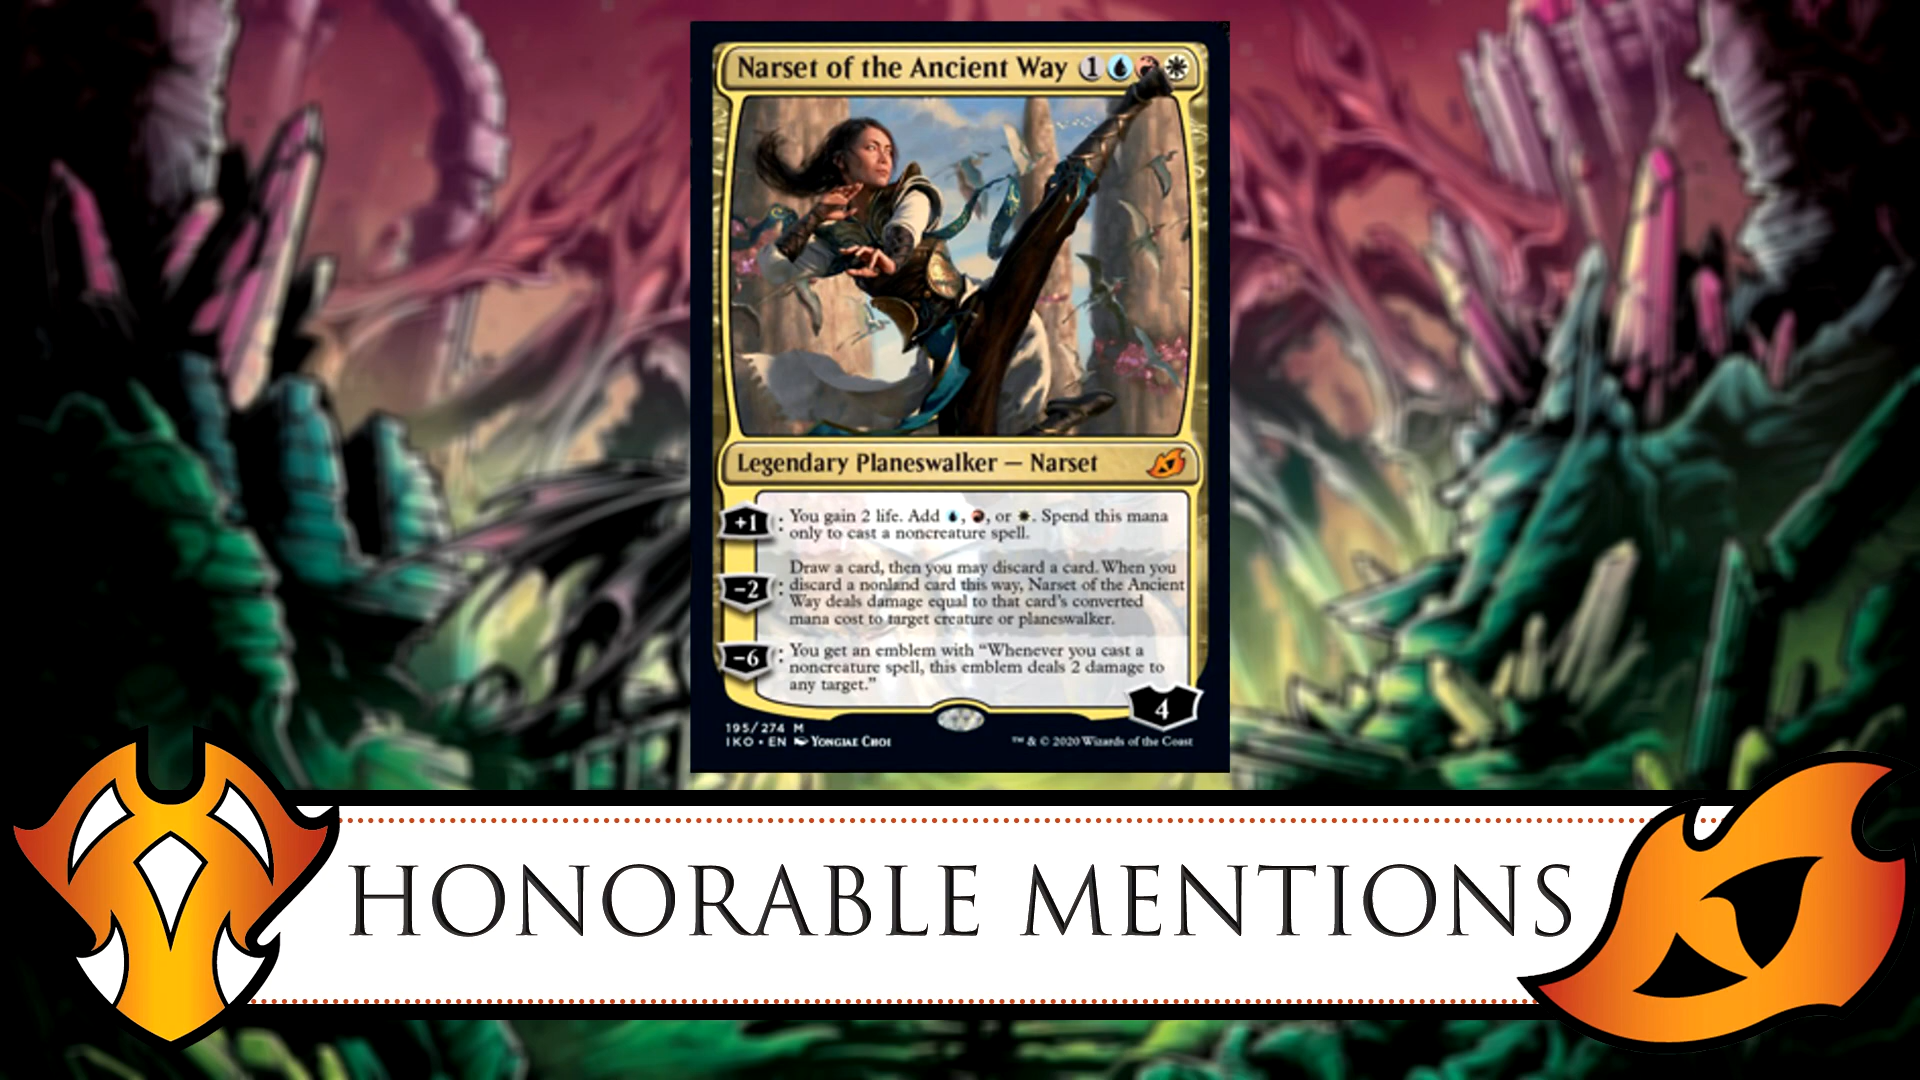 Narset of the Ancient Way 1
Legendary Planeswalker — Narset
+1 : You gain 2 life. Add , , or . Spend this mana
only to cast a noncreature spell.
Draw a card, then you may discard a card. When you
-2 : discard a nonland card this way, Narset of the Ancient
Way deals damage equal to that card's converted
mana cost to target creature or planeswalker.
-6 : You get an emblem with “Whenever you cast a
noncreature spell, this emblem deals 2 damage to
any target.”
4
195/274 M
IKO • EN Yongjae Choi
™ & © 2020 Wizards of the Coast
HONORABLE MENTIONS